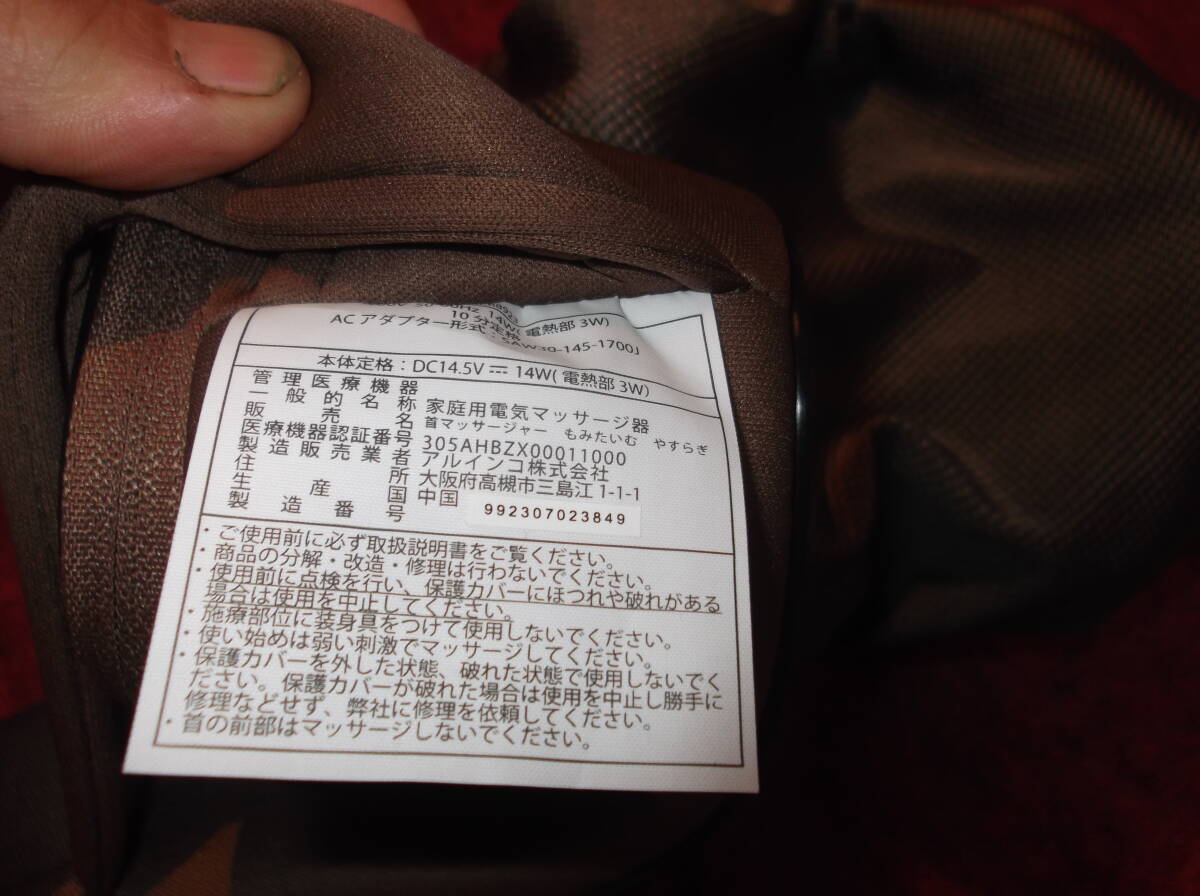 14W(電熱部 3W)
10分定格
ACアダプター形式:
-145-1700」
本体定格:DC14.5V⎓14W(電熱部3W)
管理医療機器
一般的名称 家庭用電気マッサージ器
販売名 首マッサージャー もみたいむ やすらぎ
医療機器認証番号 305AHBZX00011000
製造販売業者 アルインコ株式会社
住所 大阪府高槻市三島江1-1-1
生産国 中国
製造番号 992307023849
・ご使用前に必ず取扱説明書をご覧ください。
・商品の分解・改造・修理は行わないでください。
・使用前に点検を行い、保護カバーにほつれや破れがある
場合は使用を中止してください。
・施療部位に装身具をつけて使用しないでください。
・使い始めは弱い刺激でマッサージしてください。
・保護カバーを外した状態、破れた状態で使用しないでく
ださい。保護カバーが破れた場合は使用を中止し勝手に
修理などせず、弊社に修理を依頼してください。
・首の前部はマッサージしないでください。